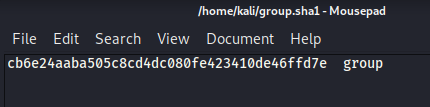 /home/kali/group.sha1 - Mousepad
File Edit Search View Document Help
cb6e24aaba505c8cd4dc080fe423410de46ffd7e  group